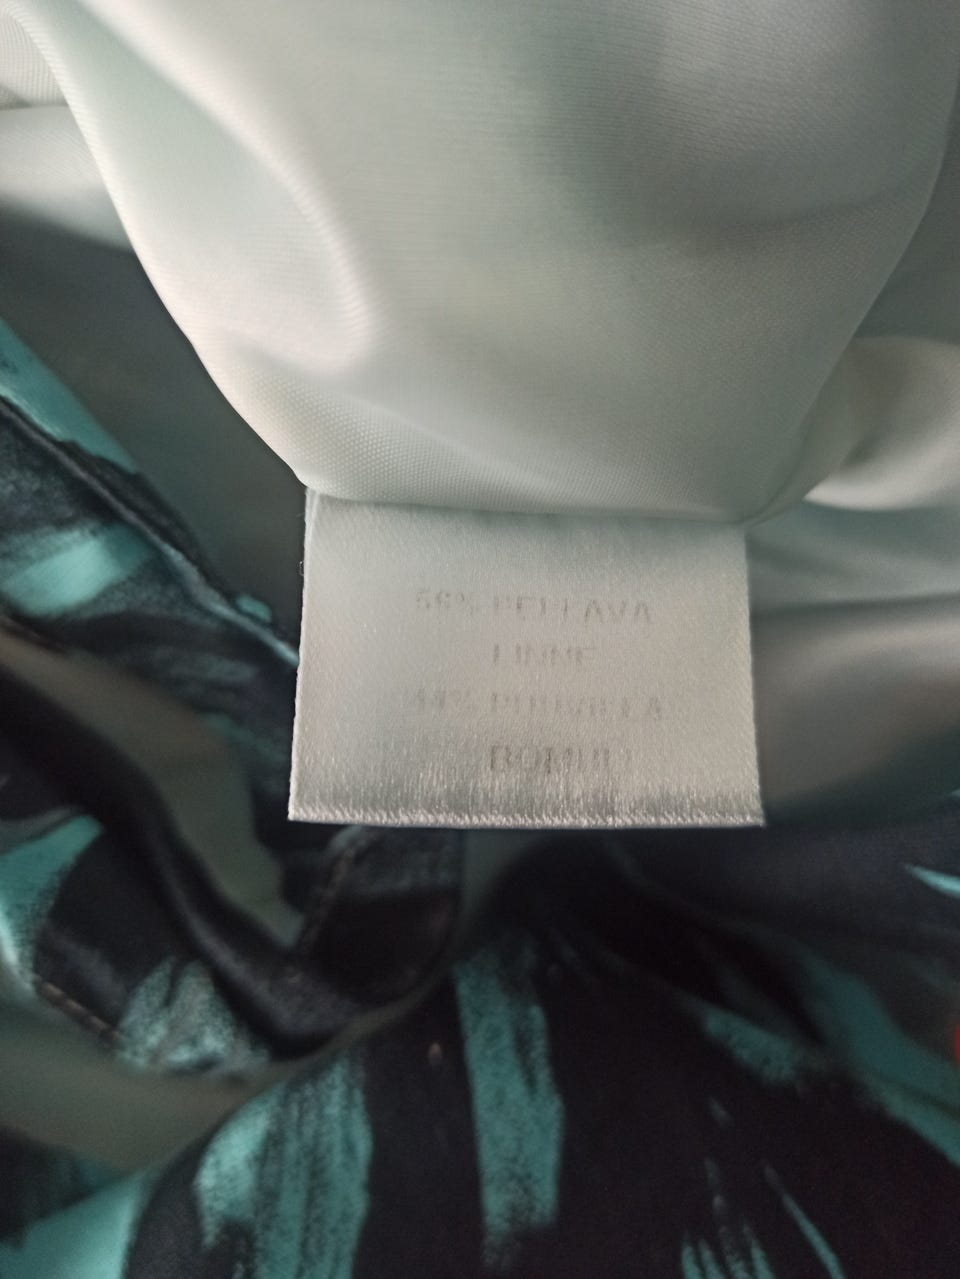 56% PELLAVA
LINNE
44% PUUVILLA
BOMULL